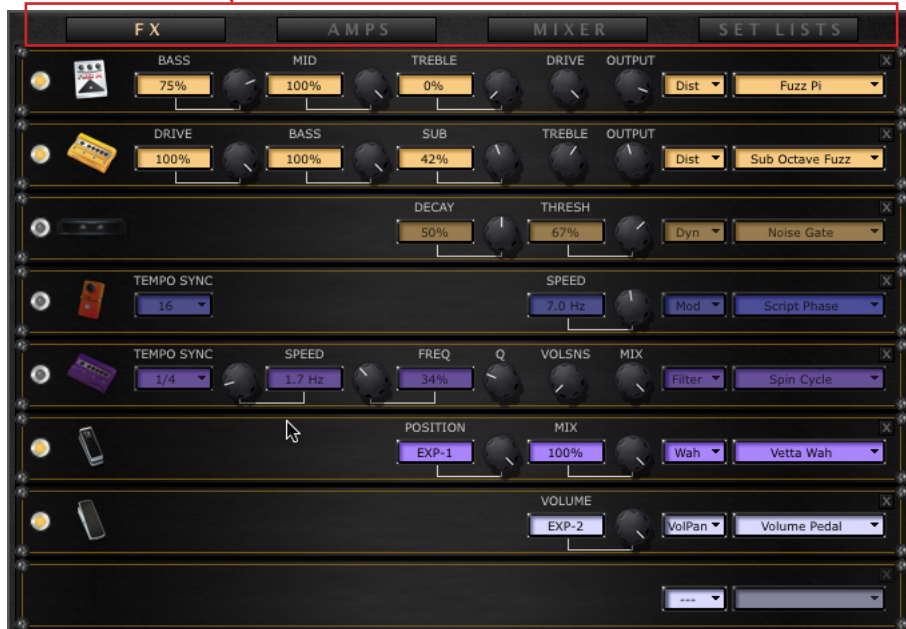 FX AMPS MIXER SET LISTS
X
BASS MID TREBLE DRIVE OUTPUT
75% 100% 0% Dist Fuzz Pi
X
DRIVE BASS SUB TREBLE OUTPUT
100% 100% 42% Dist Sub Octave Fuzz
X
DECAY THRESH
50% 67% Dyn Noise Gate
X
TEMPO SYNC SPEED
16 7.0 Hz Mod Script Phase
X
TEMPO SYNC SPEED FREQ Q VOLSNS MIX
1/4 1.7 Hz 34% Filter Spin Cycle
X
POSITION MIX
EXP-1 100% Wah Vetta Wah
X
VOLUME
EXP-2 VolPan Volume Pedal
X
---